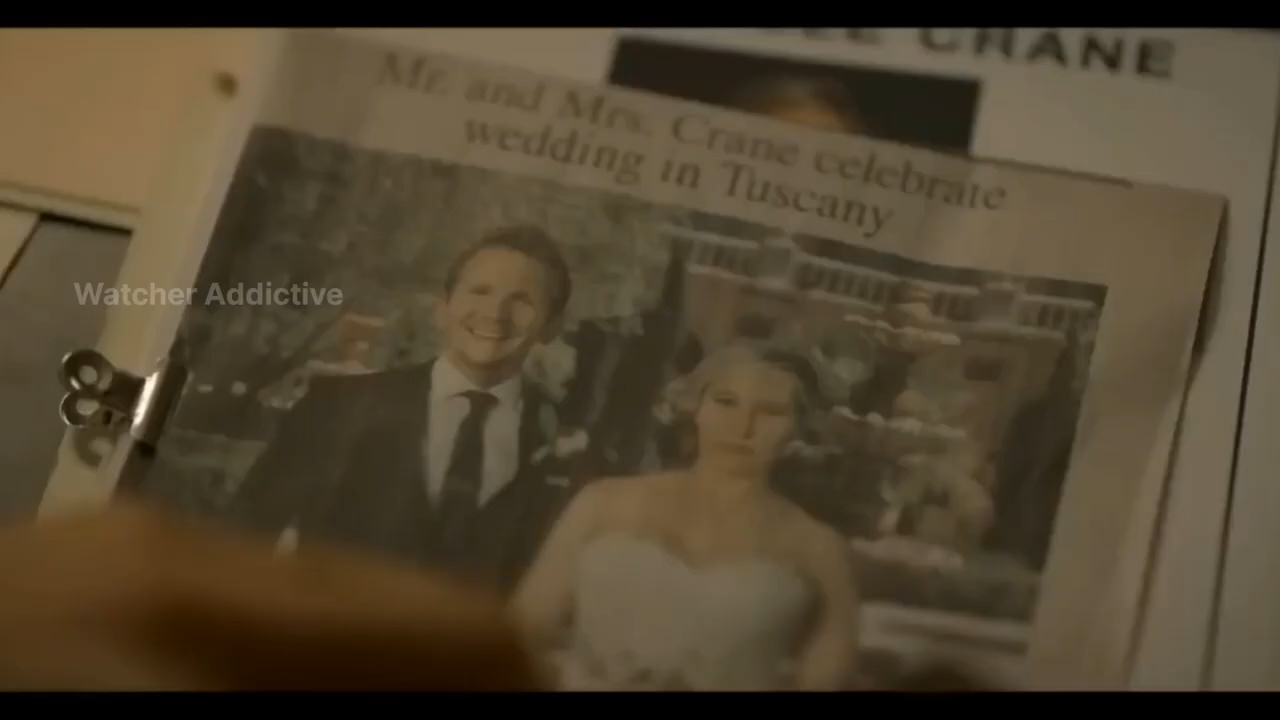 CRANE
Mr. and Mrs. Crane celebrate
wedding in Tuscany
Watcher Addictive